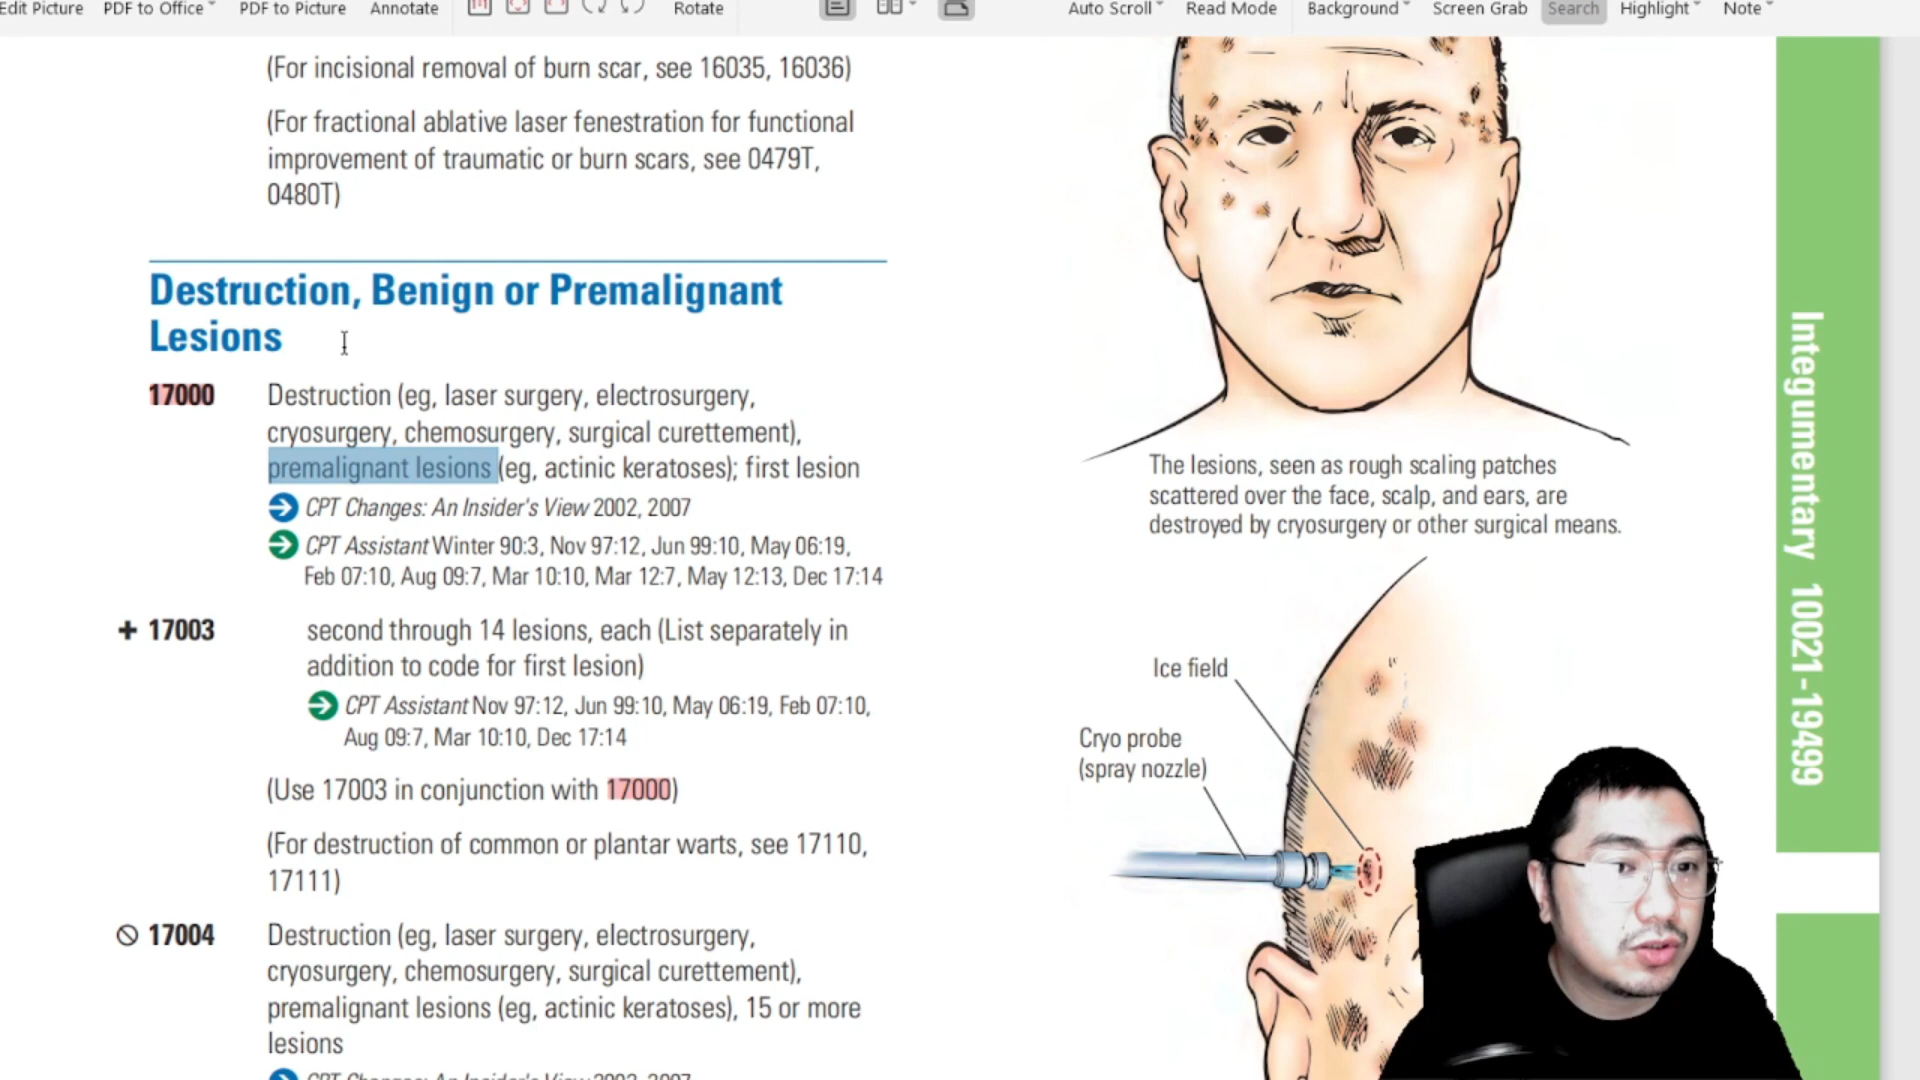 Edit Picture PDF to Office PDF to Picture Annotate Rotate Auto Scroll Read Mode Background Screen Grab Search Highlight Note
(For incisional removal of burn scar, see 16035, 16036)
(For fractional ablative laser fenestration for functional
improvement of traumatic or burn scars, see 0479T,
0480T)
Destruction, Benign or Premalignant
Lesions
17000 Destruction (eg, laser surgery, electrosurgery,
cryosurgery, chemosurgery, surgical curettement),
premalignant lesions (eg, actinic keratoses); first lesion
CPT Changes: An Insider's View 2002, 2007
CPT Assistant Winter 90:3, Nov 97:12, Jun 99:10, May 06:19,
Feb 07:10, Aug 09:7, Mar 10:10, Mar 12:7, May 12:13, Dec 17:14
+ 17003 second through 14 lesions, each (List separately in
addition to code for first lesion)
CPT Assistant Nov 97:12, Jun 99:10, May 06:19, Feb 07:10,
Aug 09:7, Mar 10:10, Dec 17:14
(Use 17003 in conjunction with 17000)
(For destruction of common or plantar warts, see 17110,
17111)
17004 Destruction (eg, laser surgery, electrosurgery,
cryosurgery, chemosurgery, surgical curettement),
premalignant lesions (eg, actinic keratoses), 15 or more
lesions
CPT Changes: An Insider's View 2002, 2007
The lesions, seen as rough scaling patches
scattered over the face, scalp, and ears, are
destroyed by cryosurgery or other surgical means.
Ice field
Cryo probe
(spray nozzle)
Integumentary 10021-19499